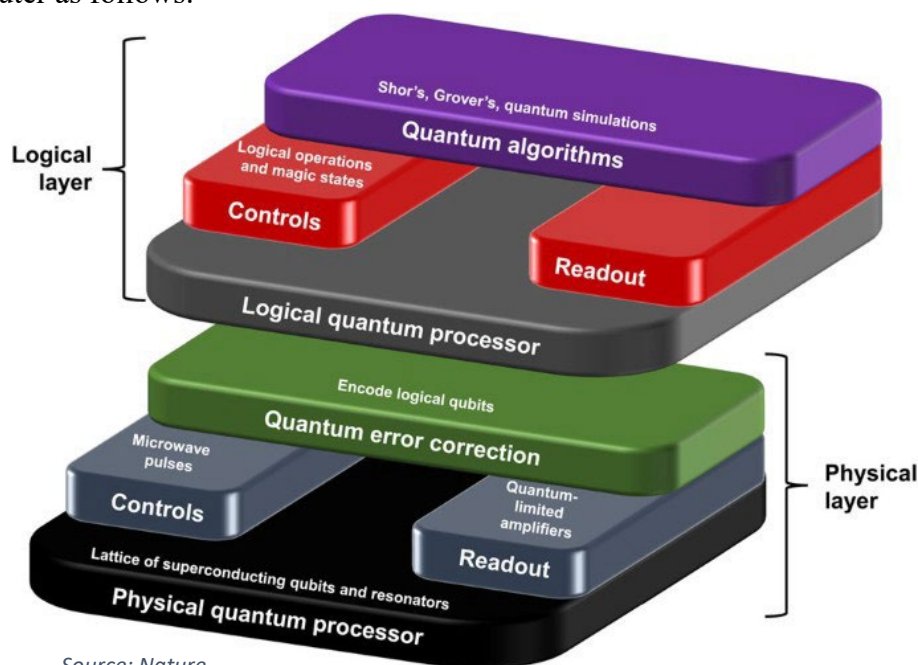 Shor's, Grover's, quantum simulations
Quantum algorithms
Logical
layer
Logical operations
and magic states
Controls
Readout
Logical quantum processor
Encode logical qubits
Quantum error correction
Microwave
pulses
Controls
Quantum-
limited
amplifiers
Readout
Physical
layer
Lattice of superconducting qubits and resonators
Physical quantum processor
Source: Nature